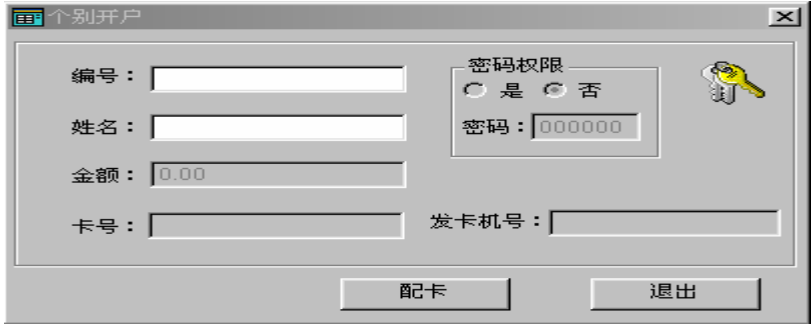 个别开户
编号：
密码权限
是 否
姓名：
密码：000000
金额：0.00
卡号：
发卡机号：
配卡 退出